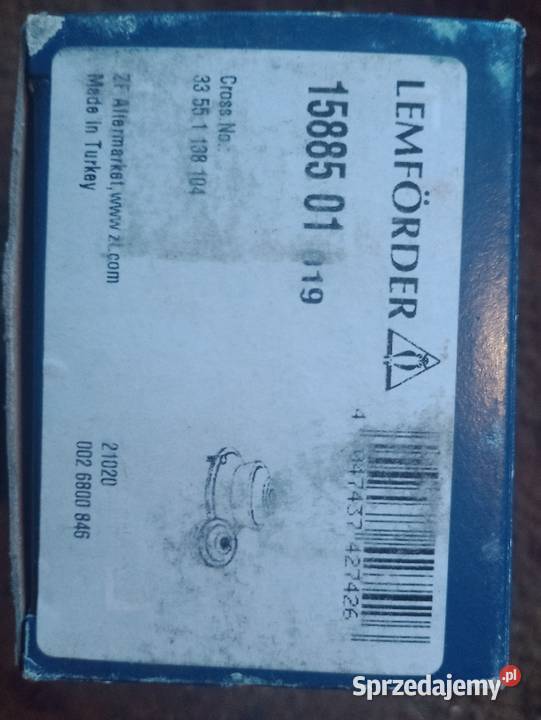 LEMFÖRDER
15885 01 019
Cross No.:
33 55 1 138 104
ZF Aftermarket, www.zf.com
Made in Turkey
21020
002 6800 846
4 047437 427426
Sprzedajemy.pl